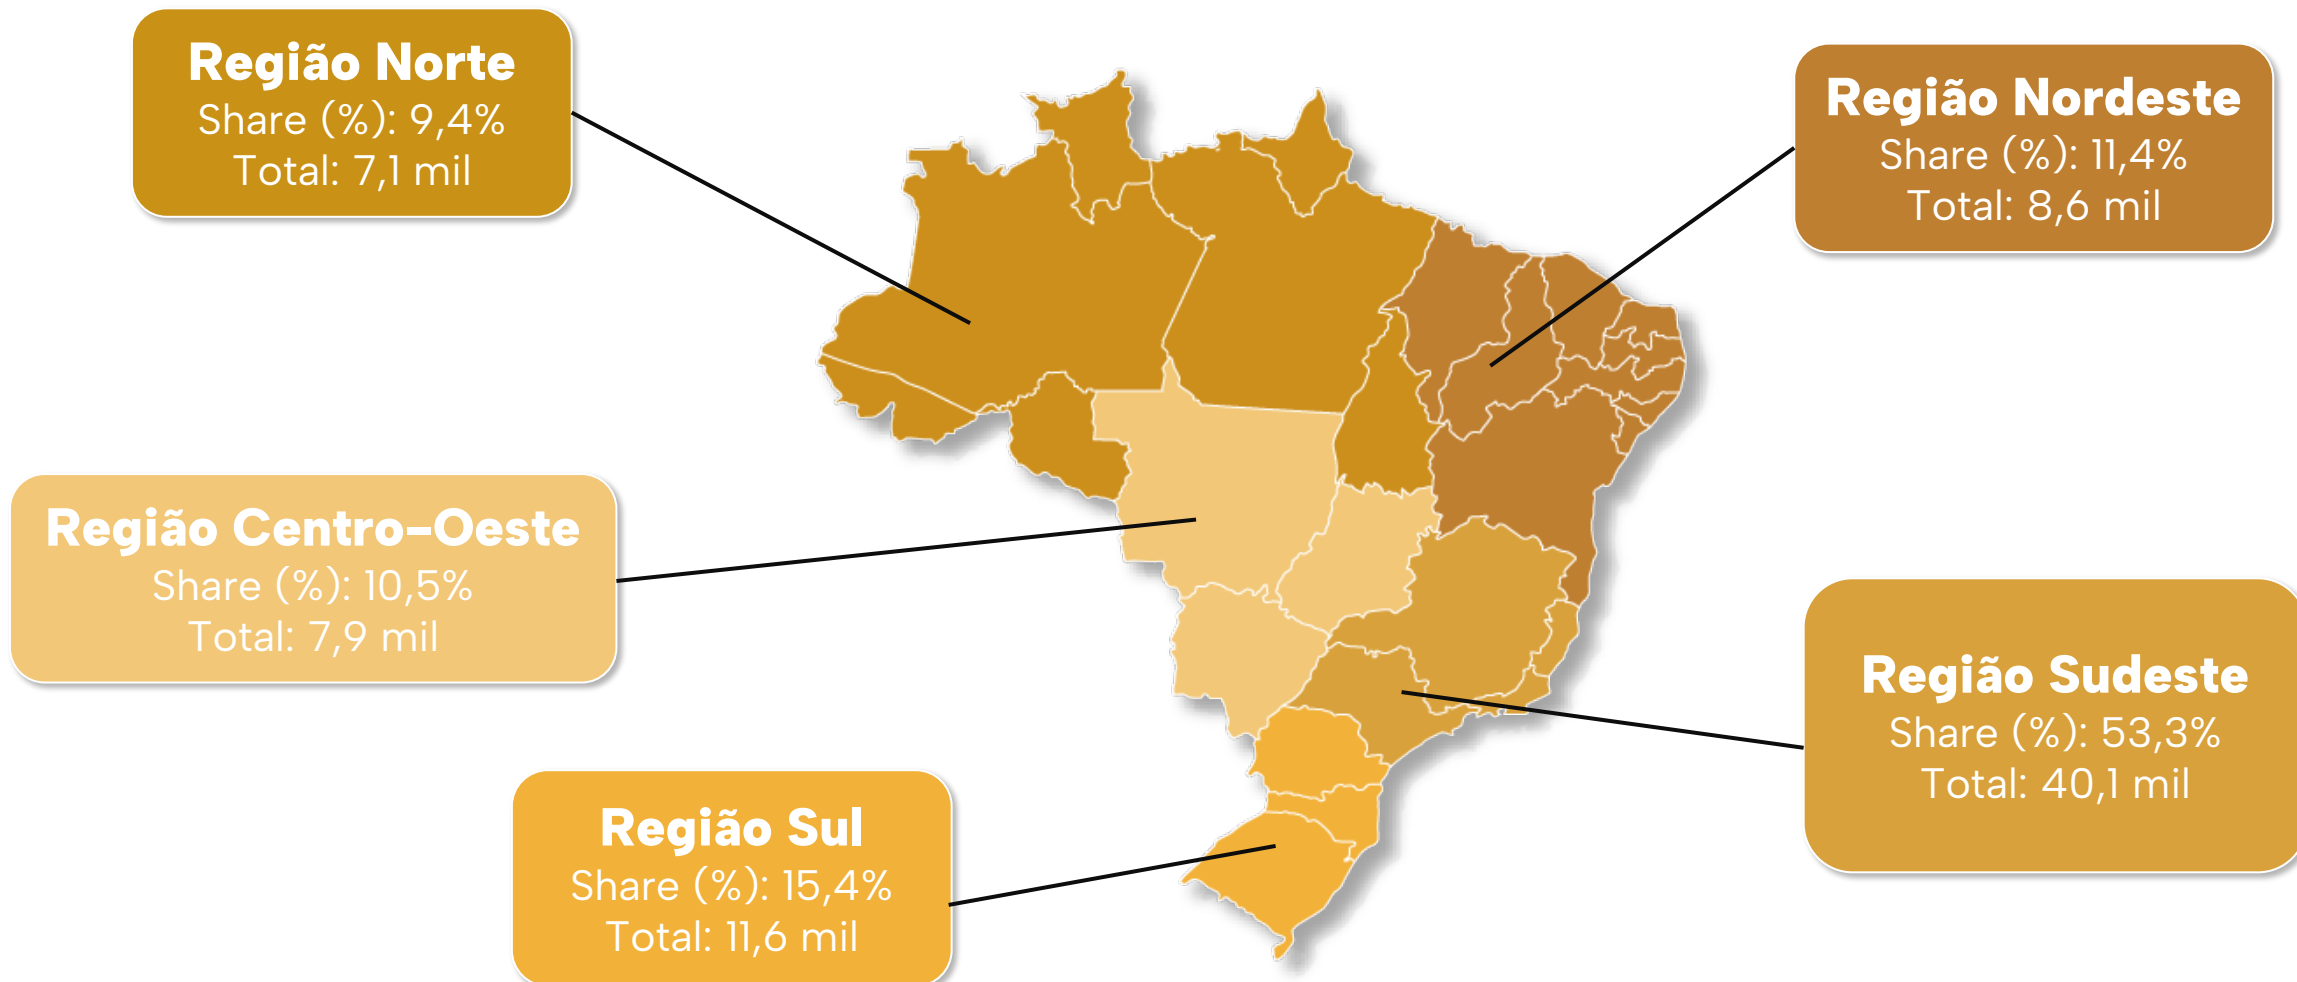 Região Norte
Share (%): 9,4%
Total: 7,1 mil
Região Nordeste
Share (%): 11,4%
Total: 8,6 mil
Região Centro-Oeste
Share (%): 10,5%
Total: 7,9 mil
Região Sudeste
Share (%): 53,3%
Total: 40,1 mil
Região Sul
Share (%): 15,4%
Total: 11,6 mil